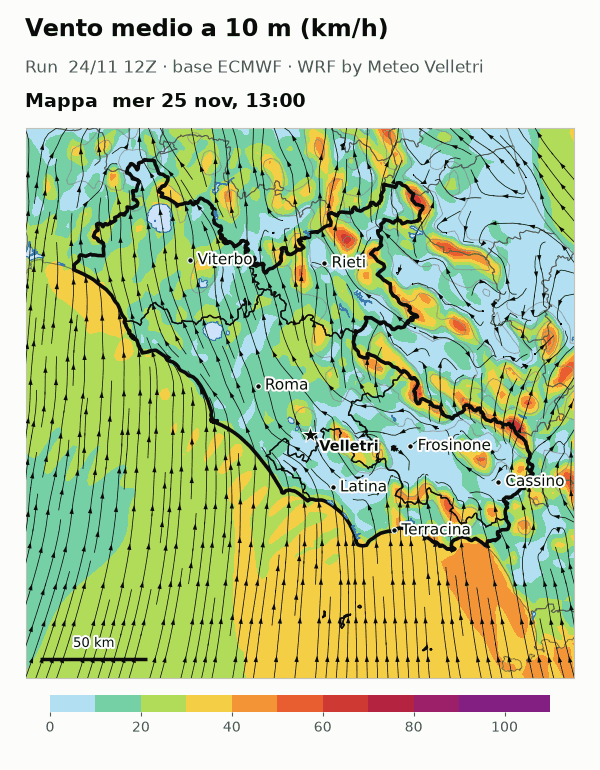 Vento medio a 10 m (km/h)
Run  24/11 12Z · base ECMWF · WRF by Meteo Velletri
Mappa  mer 25 nov, 13:00
Viterbo
Rieti
Roma
Velletri
Frosinone
Latina
Cassino
Terracina
50 km
0 20 40 60 80 100